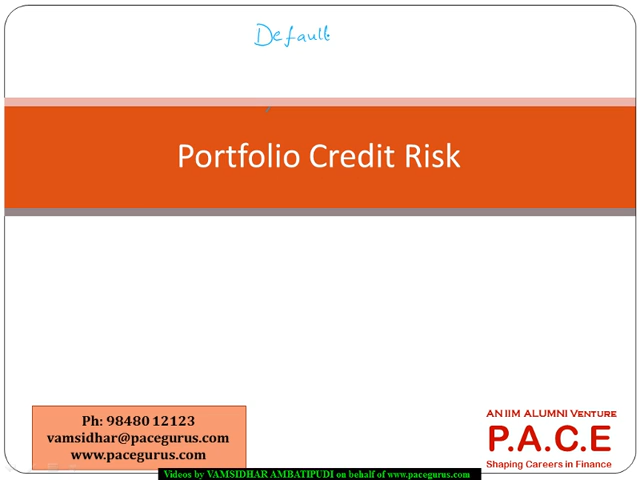 Default
Portfolio Credit Risk
Ph: 98480 12123
vamsidhar@pacegurus.com
www.pacegurus.com
AN IIM ALUMNI VENTURE
P.A.C.E
Shaping Careers in Finance
Videos by VAMSIDHAR AMBATIPUDI on behalf of www.pacegurus.com